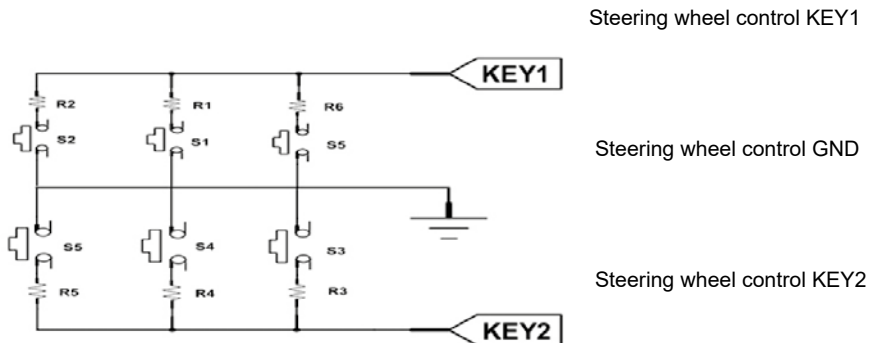 Steering wheel control KEY1
KEY1
R2 R1 R6
S2 S1 S5
Steering wheel control GND
S5 S4 S3
R5 R4 R3
Steering wheel control KEY2
KEY2